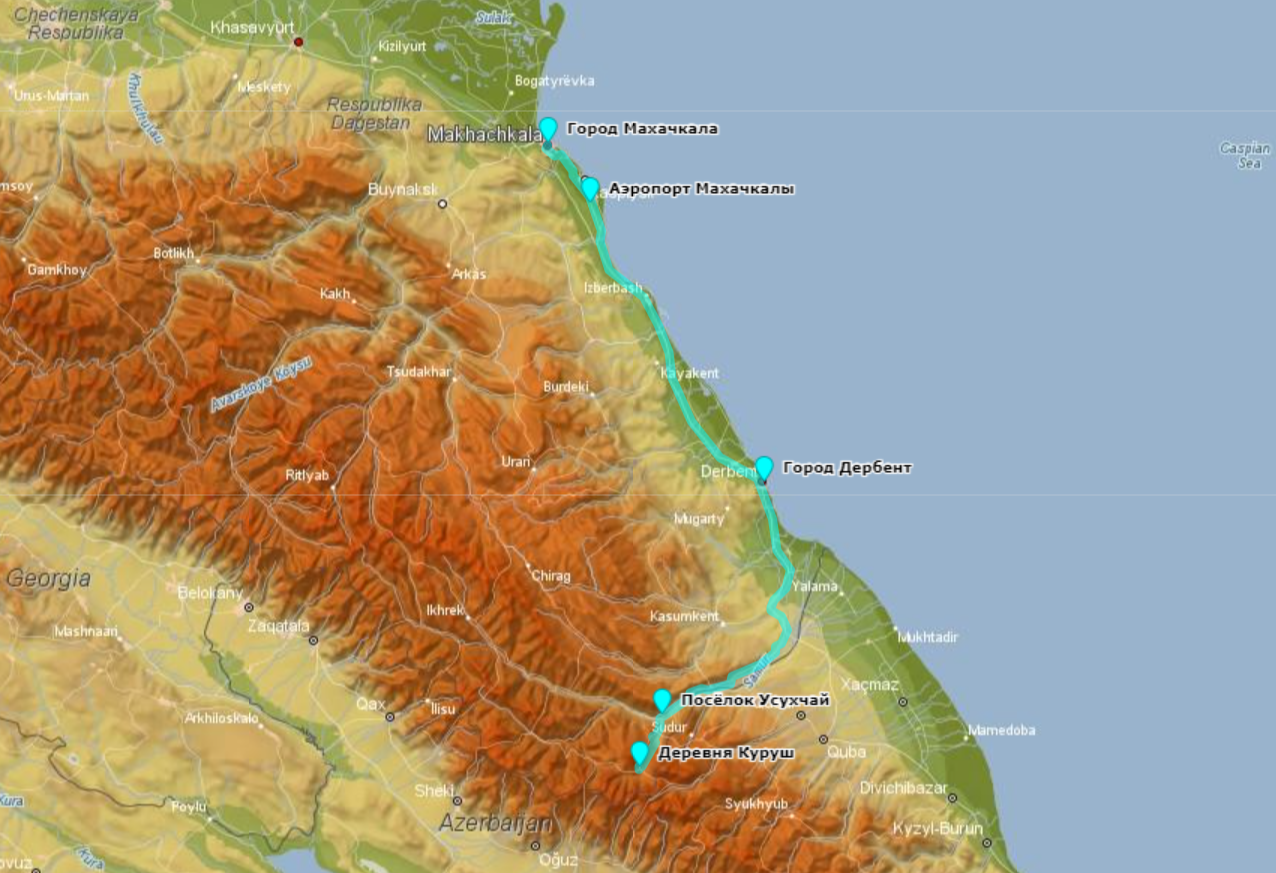 Chechenskaya
Respublika
Khasavyurt
Sulak
Kizilyurt
Urus-Martan
Khulkhulau
Meskety
Bogatyrëvka
Respublika
Dagestan
Makhachkala
Город Махачкала
Caspian
Sea
msoy
Buynaksk
Аэропорт Махачкалы
Gamkhoy
Botlikh
Arkas
Kakh
Izberbash
Avarskoye Koysu
Tsudakhar
Burdeki
Kayakent
Ritlyab
Urari
Derbent
Город Дербент
Mugarty
Georgia
Belokany
Chirag
Yalama
Mashnaari
Zaqatala
Ikhrek
Kasumkent
Mukhtadir
Samur
Xaçmaz
Arkhiloskalo
Qax
Ilisu
Посёлок Усухчай
Sudur
Mamedoba
Деревня Куруш
Quba
Kura
Poylu
Sheki
Syukhyub
Divichibazar
Azerbaijan
Kyzyl-Burun
ovuz
Kura
Oğuz